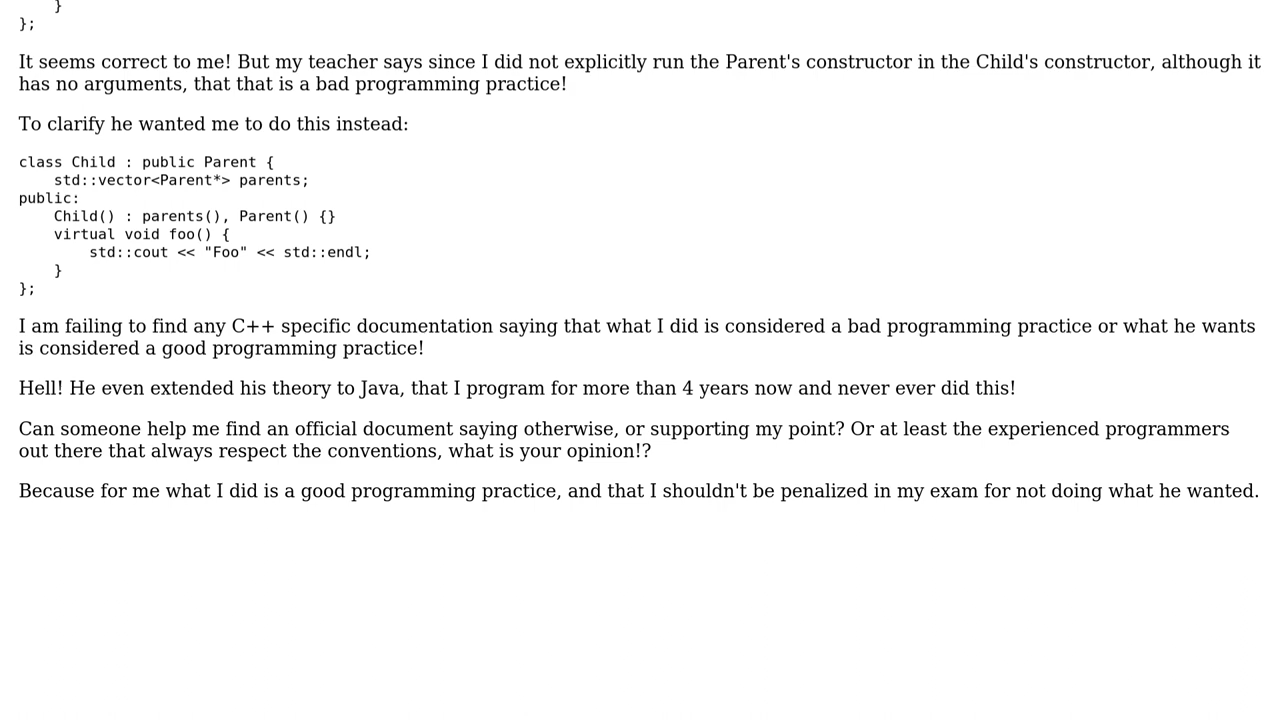 }
};
It seems correct to me! But my teacher says since I did not explicitly run the Parent's constructor in the Child's constructor, although it
has no arguments, that that is a bad programming practice!
To clarify he wanted me to do this instead:
class Child : public Parent {
    std::vector<Parent*> parents;
public:
    Child() : parents(), Parent() {}
    virtual void foo() {
        std::cout << "Foo" << std::endl;
    }
};
I am failing to find any C++ specific documentation saying that what I did is considered a bad programming practice or what he wants
is considered a good programming practice!
Hell! He even extended his theory to Java, that I program for more than 4 years now and never ever did this!
Can someone help me find an official document saying otherwise, or supporting my point? Or at least the experienced programmers
out there that always respect the conventions, what is your opinion!?
Because for me what I did is a good programming practice, and that I shouldn't be penalized in my exam for not doing what he wanted.